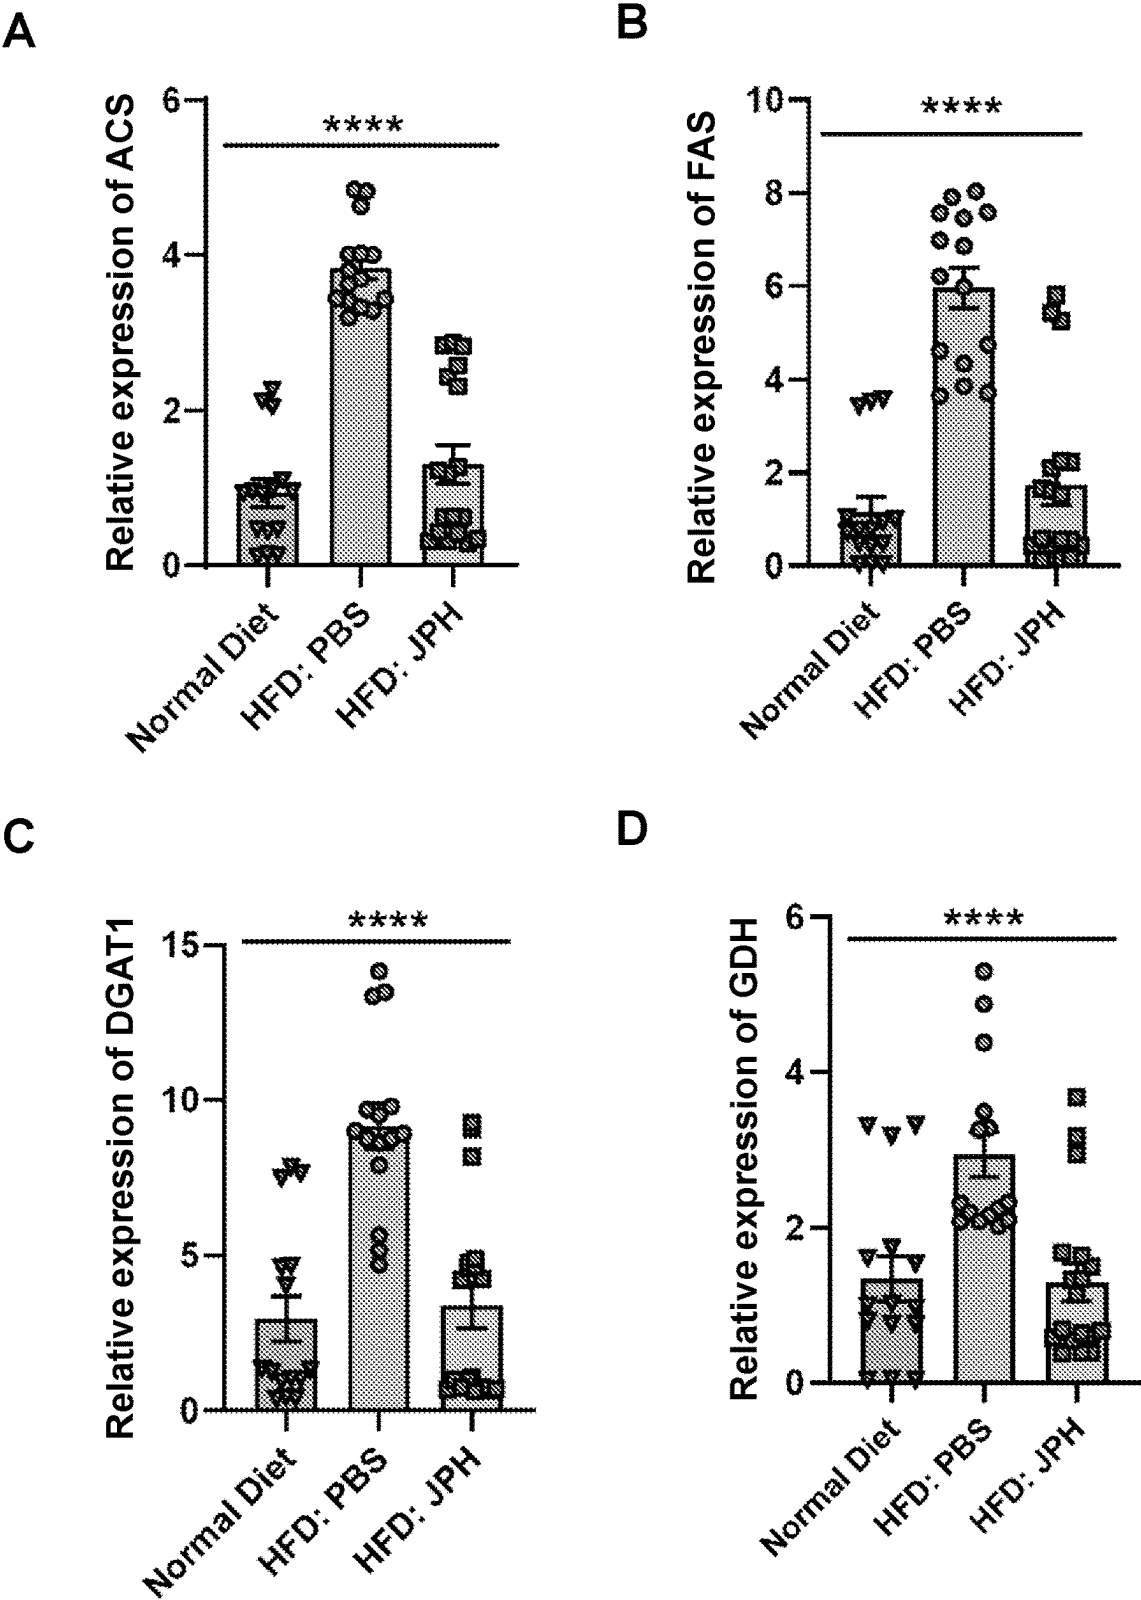 A
Relative expression of ACS
6
4
2
0
****
Normal Diet
HFD: PBS
HFD: JPH
B
Relative expression of FAS
10
8
6
4
2
0
****
Normal Diet
HFD: PBS
HFD: JPH
C
Relative expression of DGAT1
15
10
5
0
****
Normal Diet
HFD: PBS
HFD: JPH
D
Relative expression of GDH
6
4
2
0
****
Normal Diet
HFD: PBS
HFD: JPH